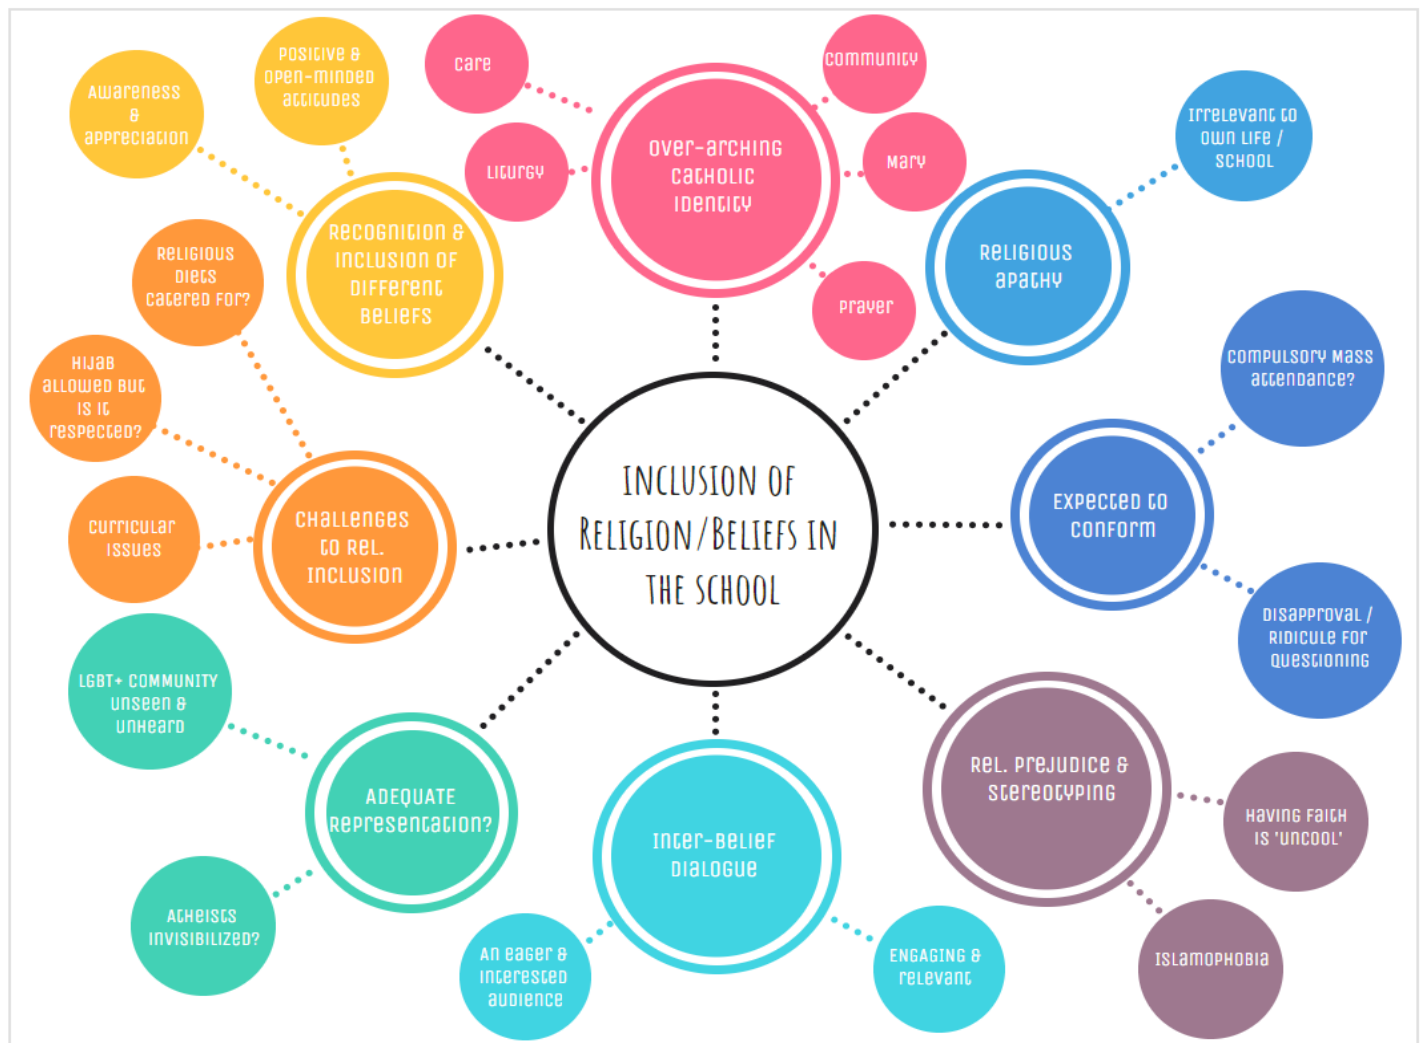 INCLUSION OF
RELIGION/BELIEFS IN
THE SCHOOL
Over-arching
Catholic
Identity
Care
Liturgy
Community
Mary
Prayer
Religious
Apathy
Irrelevant to
own life /
school
Expected to
conform
Compulsory Mass
attendance?
Disapproval /
Ridicule for
questioning
Rel. Prejudice &
Stereotyping
Having faith
is 'uncool'
Islamophobia
Inter-Belief
Dialogue
Engaging &
relevant
An eager &
interested
audience
ADEQUATE
Representation?
Atheists
invisibilized?
LGBT+ COMMUNITY
unseen &
unheard
Challenges
to Rel.
Inclusion
Curricular
issues
Hijab
allowed but
is it
respected?
Religious
diets
catered for?
Recognition &
Inclusion of
Different
Beliefs
Awareness
&
appreciation
Positive &
open-minded
attitudes